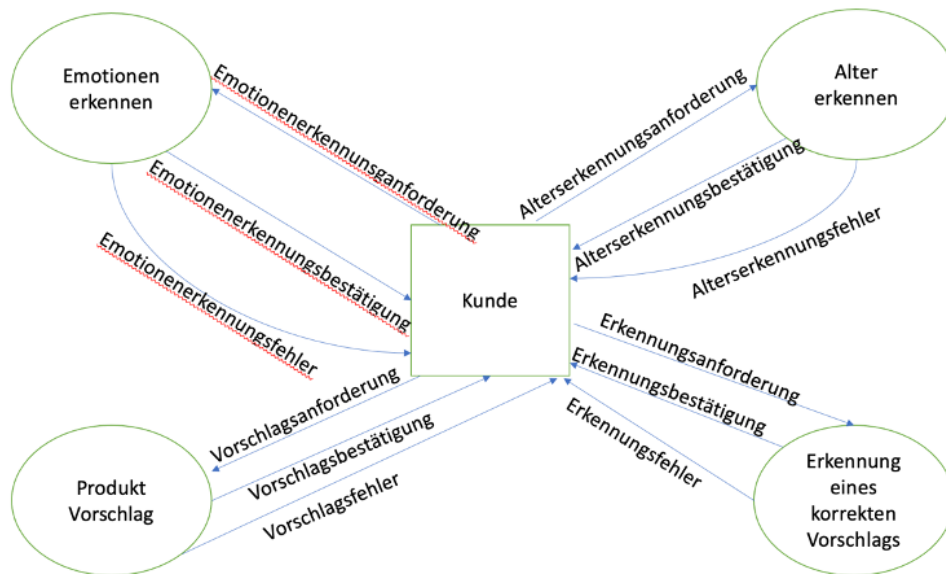 Emotionen
erkennen
Emotionenerkennunsganforderung
Emotionenerkennungsbestätigung
Emotionenerkennungsfehler
Alter
erkennen
Alterserkennungsanforderung
Alterserkennungsbestätigung
Alterserkennungsfehler
Kunde
Vorschlagsanforderung
Vorschlagsbestätigung
Vorschlagsfehler
Produkt
Vorschlag
Erkennungsanforderung
Erkennungsbestätigung
Erkennungsfehler
Erkennung
eines
korrekten
Vorschlags